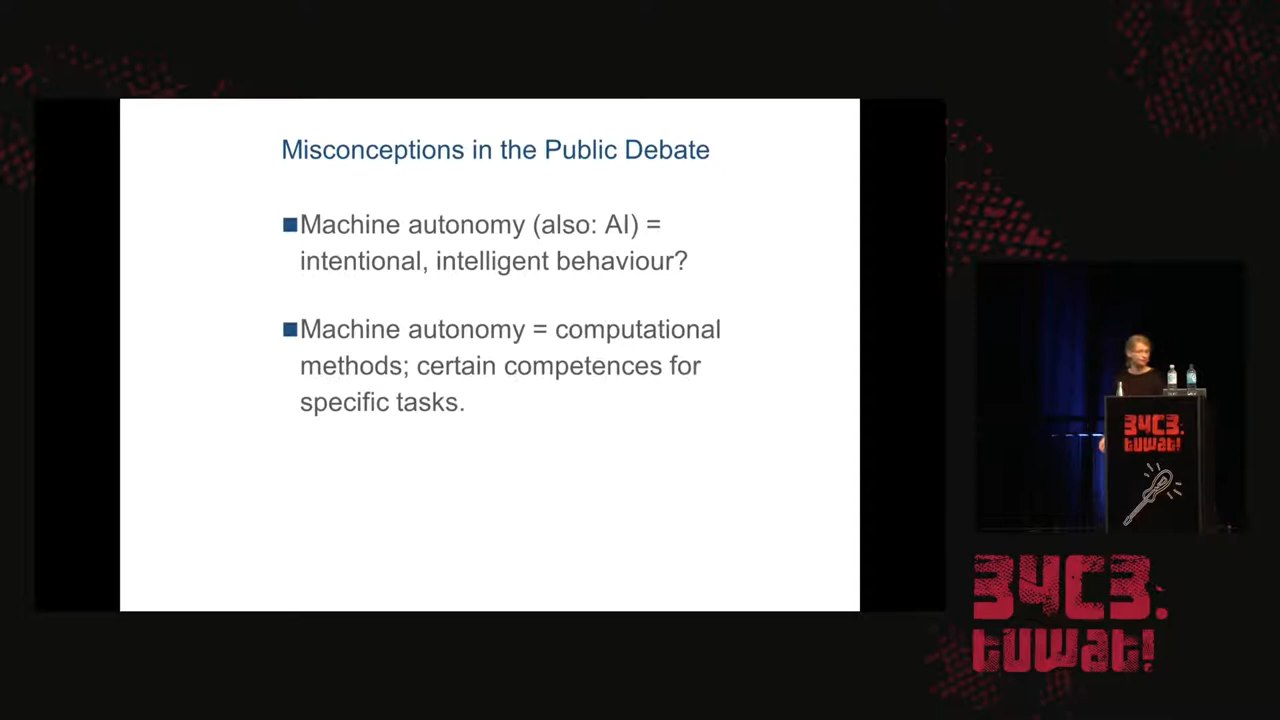 Misconceptions in the Public Debate
Machine autonomy (also: AI) =
intentional, intelligent behaviour?
Machine autonomy = computational
methods; certain competences for
specific tasks.
34C3.
tuwat!
34C3.
tuwat!